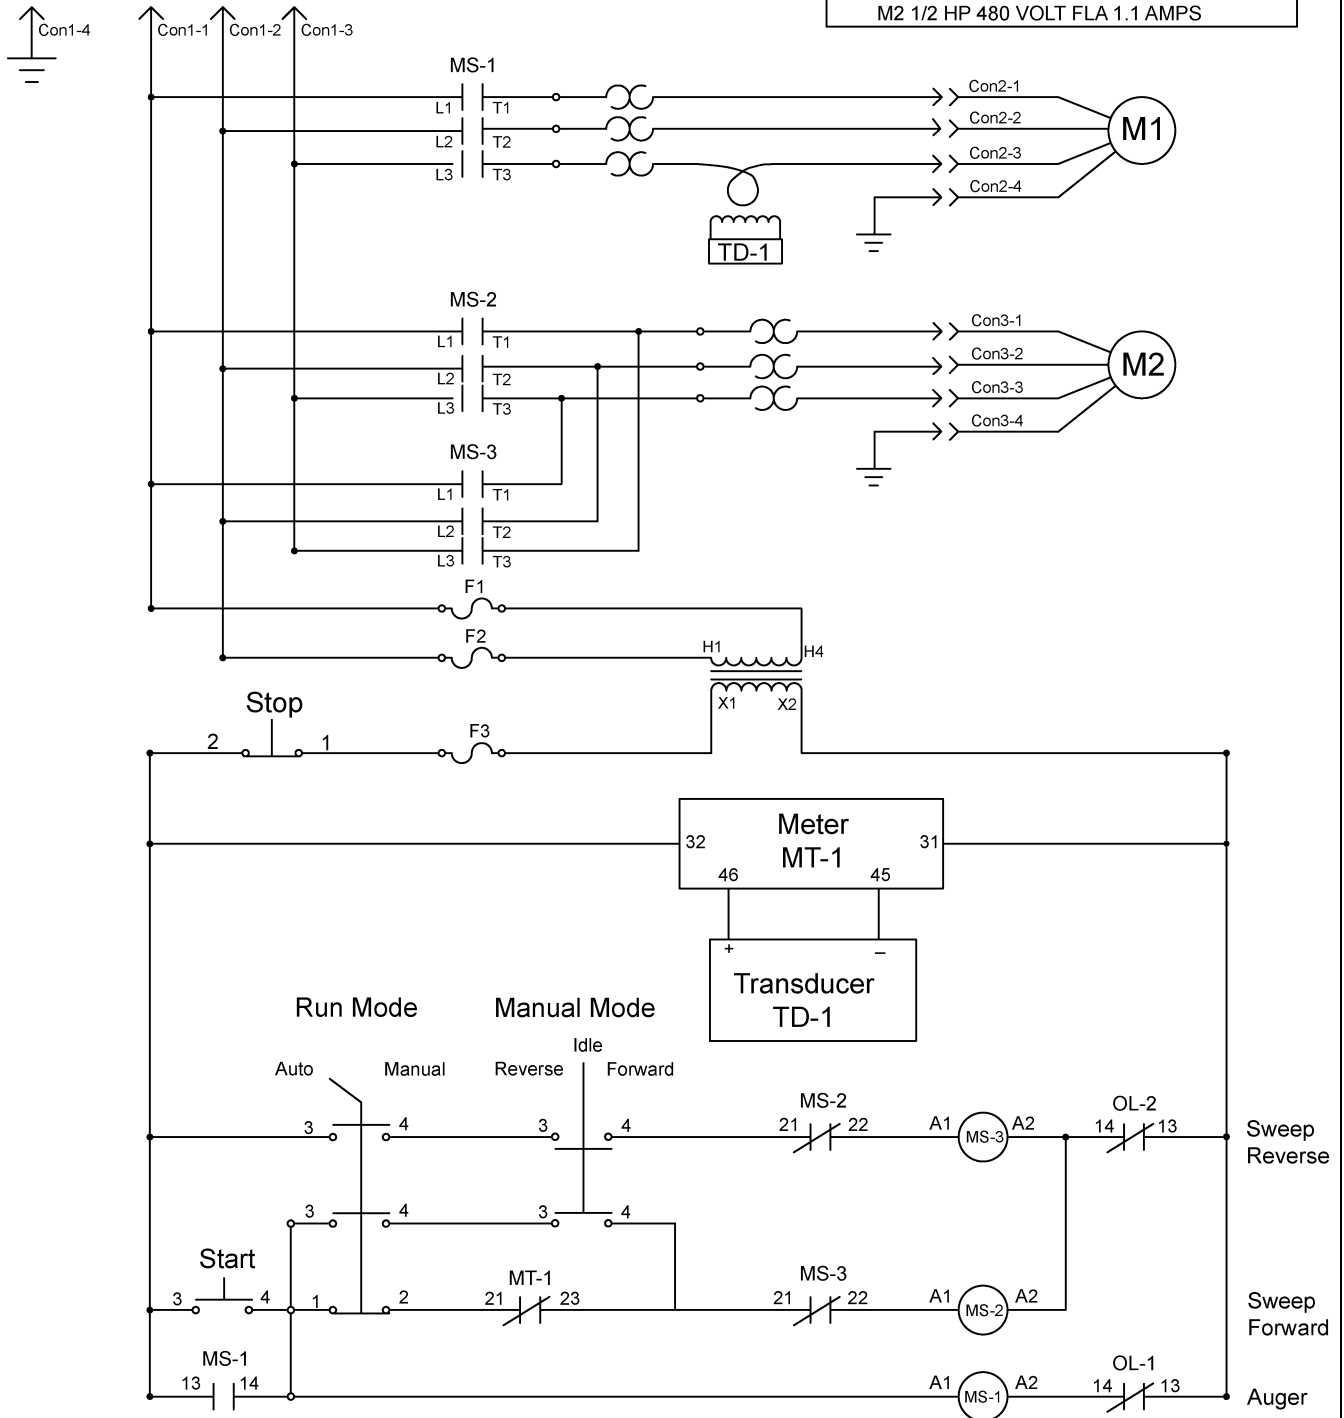 M2 1/2 HP 480 VOLT FLA 1.1 AMPS
Con1-4 Con1-1 Con1-2 Con1-3
MS-1
Con2-1
L1 T1
Con2-2
M1
L2 T2
Con2-3
L3 T3
Con2-4
TD-1
MS-2
Con3-1
L1 T1
Con3-2
M2
L2 T2
Con3-3
L3 T3
Con3-4
MS-3
L1 T1
L2 T2
L3 T3
F1
F2
H1 H4
Stop
X1 X2
2 1 F3
Meter
MT-1
32 31
46 45
+ –
Transducer
TD-1
Run Mode Manual Mode
Idle
Auto Manual Reverse Forward
MS-2 OL-2
3 4 3 4 21 22 A1 MS-3 A2 14 13
Sweep
Reverse
3 4 3 4
Start
MT-1 MS-3
3 4 1 2 21 23 21 22 A1 MS-2 A2
Sweep
Forward
MS-1 OL-1
13 14 A1 MS-1 A2 14 13 Auger